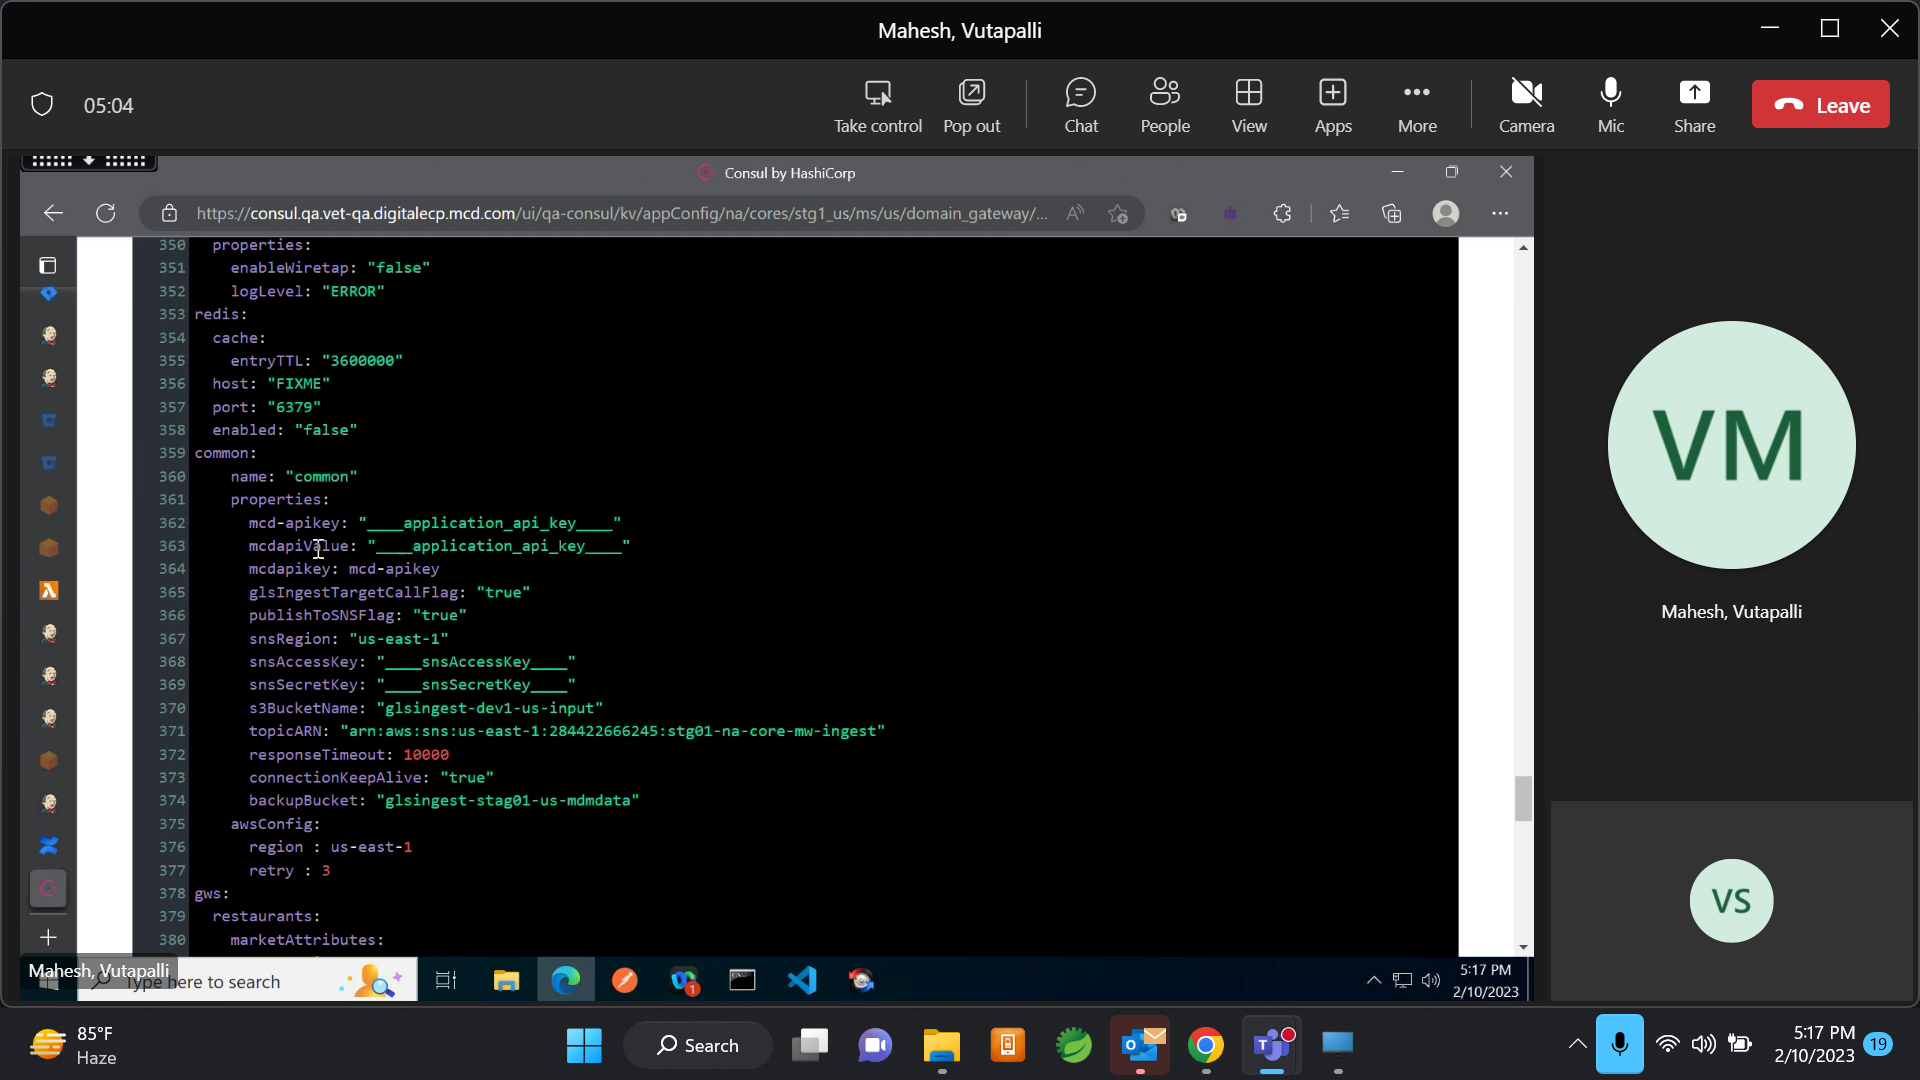 Mahesh, Vutapalli
05:04
Take control
Pop out
Chat
People
View
Apps
More
Camera
Mic
Share
Leave
Consul by HashiCorp
https://consul.qa.vet-qa.digitalecp.mcd.com/ui/qa-consul/kv/appConfig/na/cores/stg1_us/ms/us/domain_gateway/...
350 properties:
351 enableWiretap: "false"
352 logLevel: "ERROR"
353 redis:
354 cache:
355 entryTTL: "3600000"
356 host: "FIXME"
357 port: "6379"
358 enabled: "false"
359 common:
360 name: "common"
361 properties:
362 mcd-apikey: "____application_api_key____"
363 mcdapiValue: "____application_api_key____"
364 mcdapikey: mcd-apikey
365 glsIngestTargetCallFlag: "true"
366 publishToSNSFlag: "true"
367 snsRegion: "us-east-1"
368 snsAccessKey: "____snsAccessKey____"
369 snsSecretKey: "____snsSecretKey____"
370 s3BucketName: "glsingest-dev1-us-input"
371 topicARN: "arn:aws:sns:us-east-1:284422666245:stg01-na-core-mw-ingest"
372 responseTimeout: 10000
373 connectionKeepAlive: "true"
374 backupBucket: "glsingest-stag01-us-mdmdata"
375 awsConfig:
376 region : us-east-1
377 retry : 3
378 gws:
379 restaurants:
380 marketAttributes:
VM
Mahesh, Vutapalli
VS
Mahesh, Vutapalli
Type here to search
1
5:17 PM
2/10/2023
85°F
Haze
Search
5:17 PM
2/10/2023
19